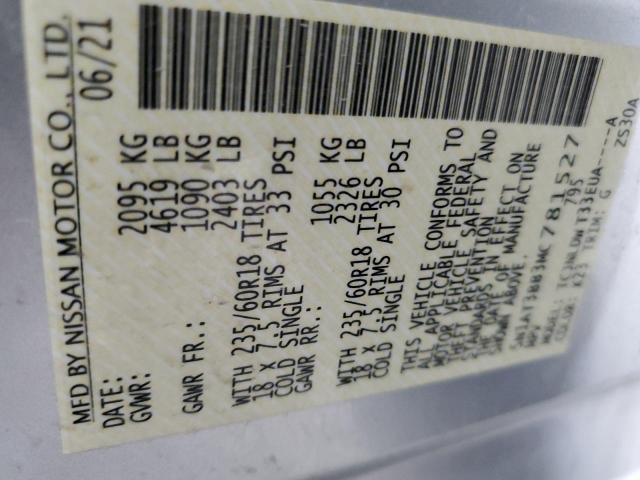 MFD BY NISSAN MOTOR CO., LTD.
DATE: 06/21
GVWR: 2095 KG
4619 LB
GAWR FR.: 1090 KG
2403 LB
WITH 235/60R18 TIRES
18 X 7.5 RIMS AT 33 PSI
COLD SINGLE
GAWR RR.: 1055 KG
2326 LB
WITH 235/60R18 TIRES
18 X 7.5 RIMS AT 30 PSI
COLD SINGLE
THIS VEHICLE CONFORMS TO
ALL APPLICABLE FEDERAL
MOTOR VEHICLE SAFETY AND
THEFT PREVENTION
STANDARDS IN EFFECT ON
THE DATE OF MANUFACTURE
SHOWN ABOVE.
5N1AT3BB3MC781527
MPV 795
MODEL: TCJNLDWT33EUA-----A
COLOR: K23 TRIM: G ZS30A